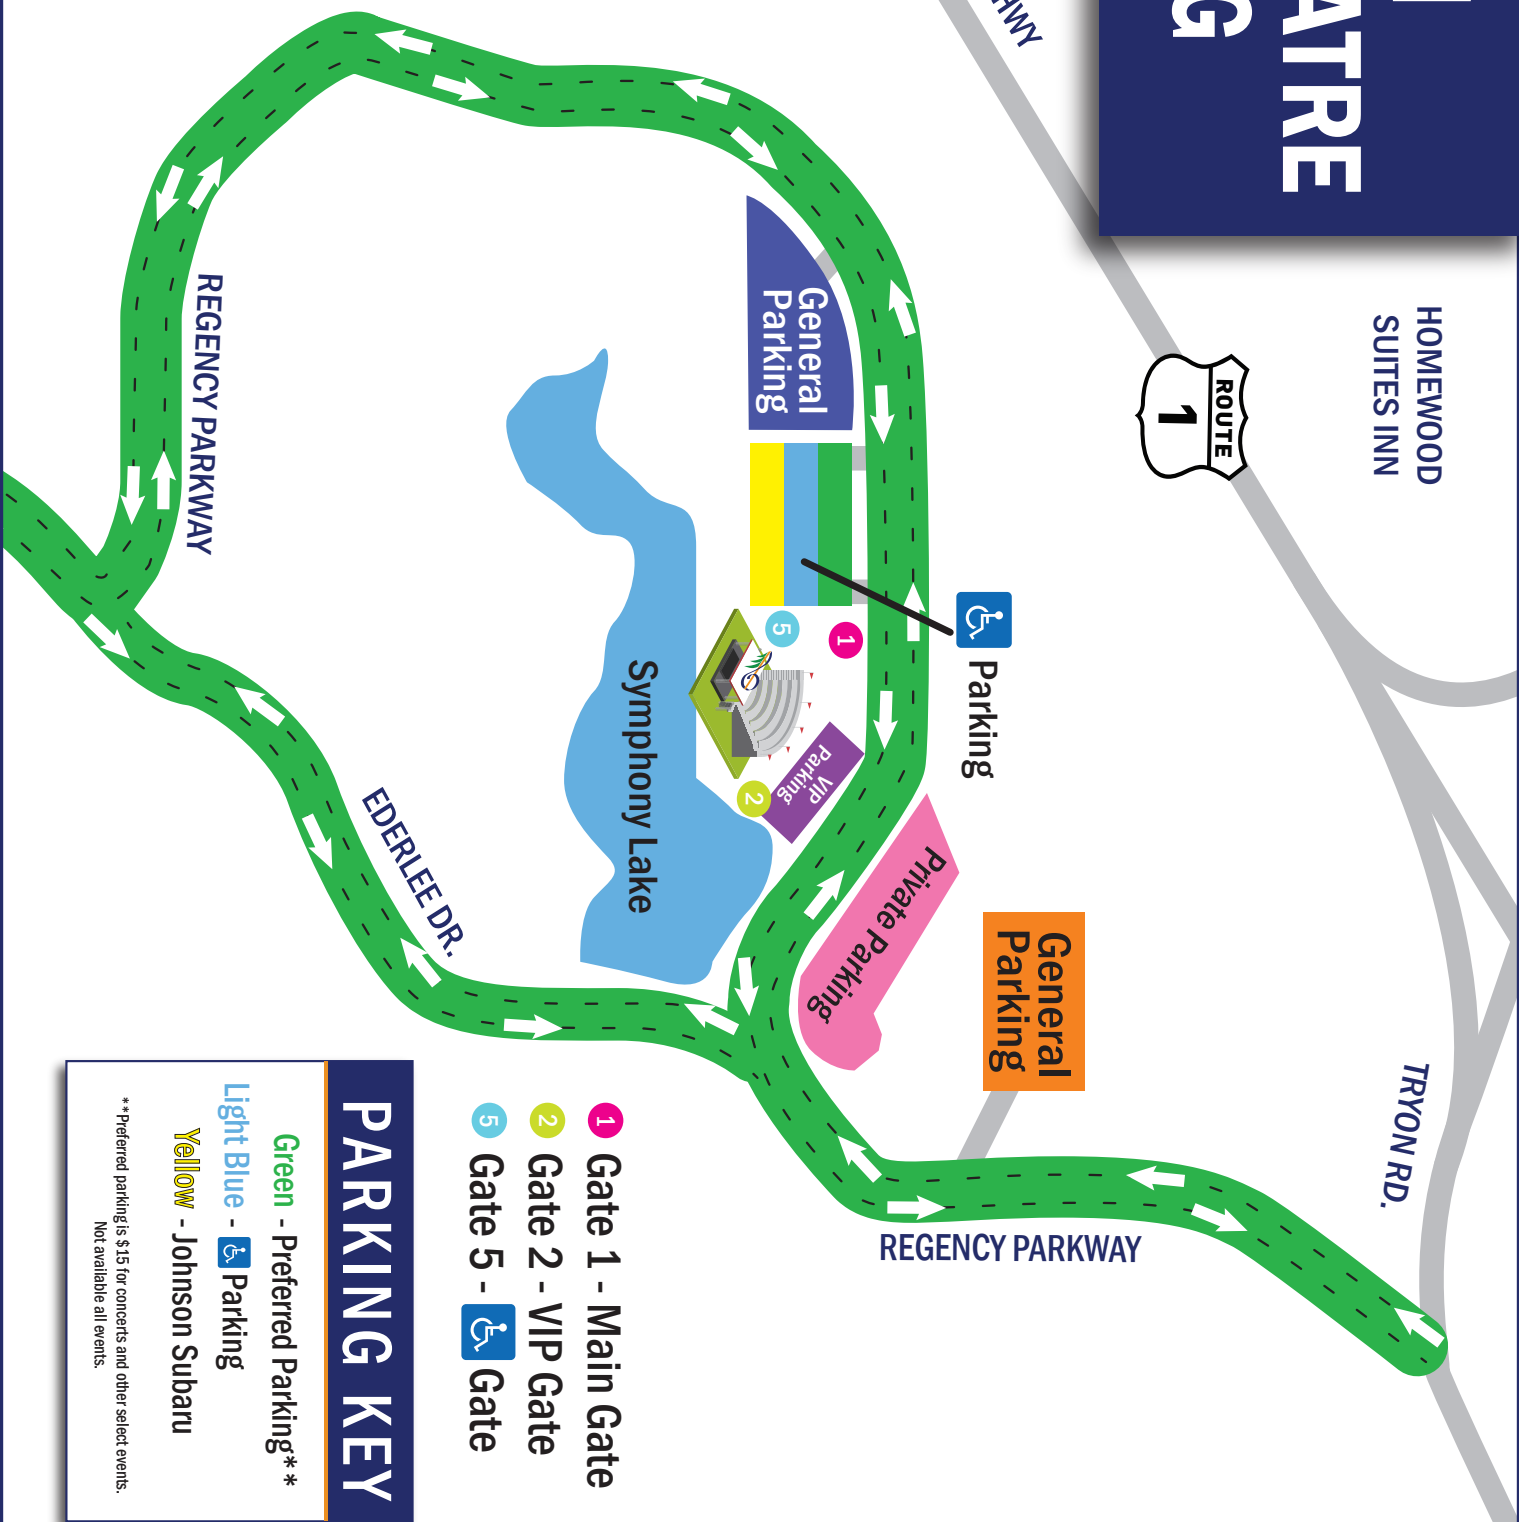 ATRE
G
HWY
HOMEWOOD
SUITES INN
ROUTE
1
TRYON RD.
General
Parking
Parking
1
5
2
VIP
Parking
Private Parking
General
Parking
Symphony Lake
REGENCY PARKWAY
REGENCY PARKWAY
EDERLEE DR.
1 Gate 1 - Main Gate
2 Gate 2 - VIP Gate
5 Gate 5 - Gate
PARKING KEY
Green - Preferred Parking**
Light Blue - Parking
Yellow - Johnson Subaru
**Preferred parking is $15 for concerts and other select events.
Not available all events.